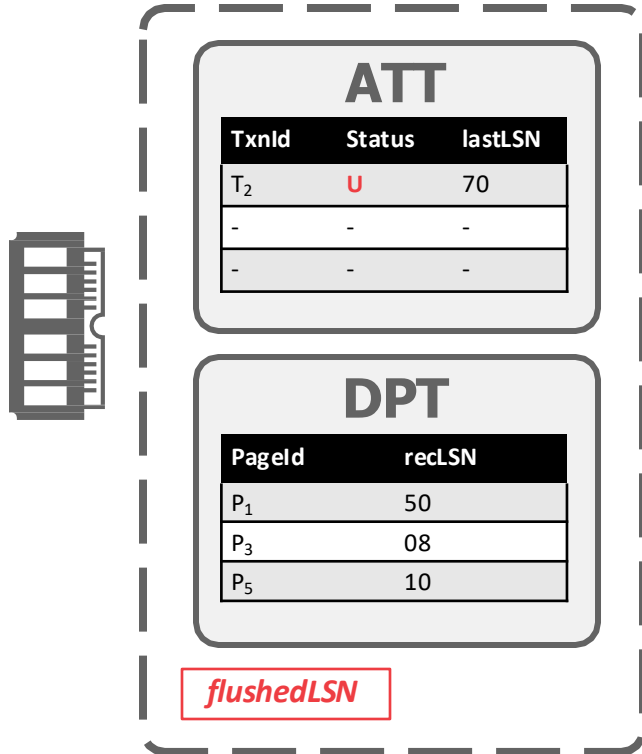 ATT
TxnId Status lastLSN
T₂ U 70
- - -
- - -
DPT
PageId recLSN
P₁ 50
P₃ 08
P₅ 10
flushedLSN